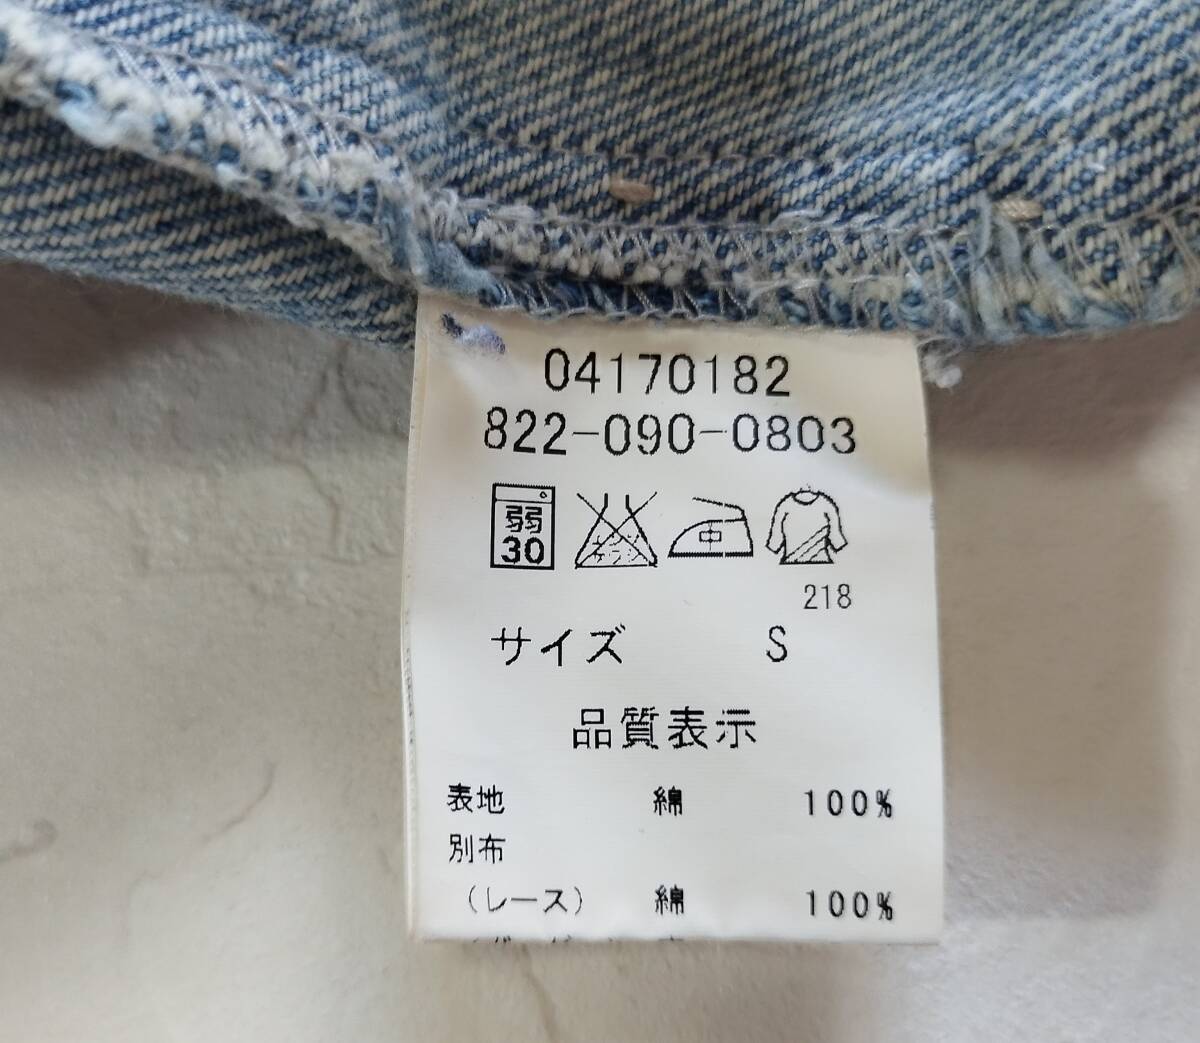 04170182
822-090-0803
弱 中
30
218
サイズ S
品質表示
表地 綿 100%
別布
(レース) 綿 100%